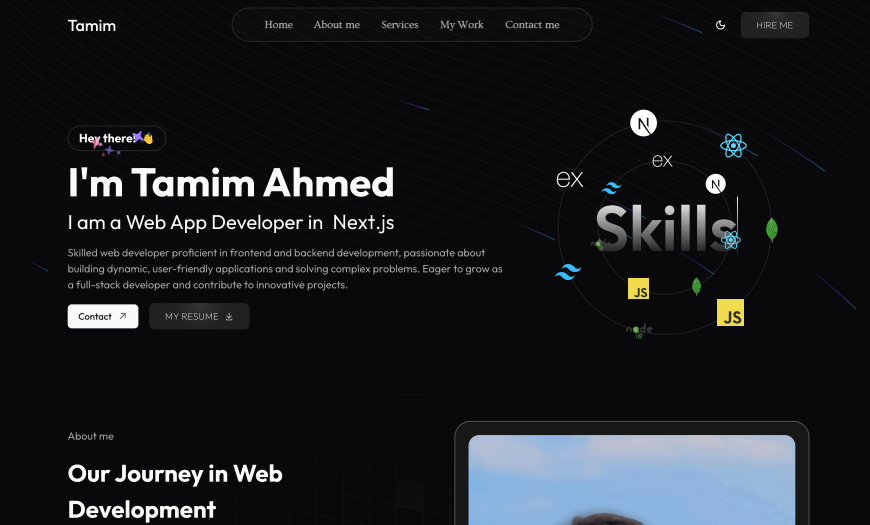 Tamim
Home
About me
Services
My Work
Contact me
HIRE ME
Hey there! 👋
I'm Tamim Ahmed
I am a Web App Developer in Next.js
Skilled web developer proficient in frontend and backend development, passionate about
building dynamic, user-friendly applications and solving complex problems. Eager to grow as
a full-stack developer and contribute to innovative projects.
Contact
MY RESUME
N
ex
ex
N
Skills
node
JS
JS
node
About me
Our Journey in Web
Development